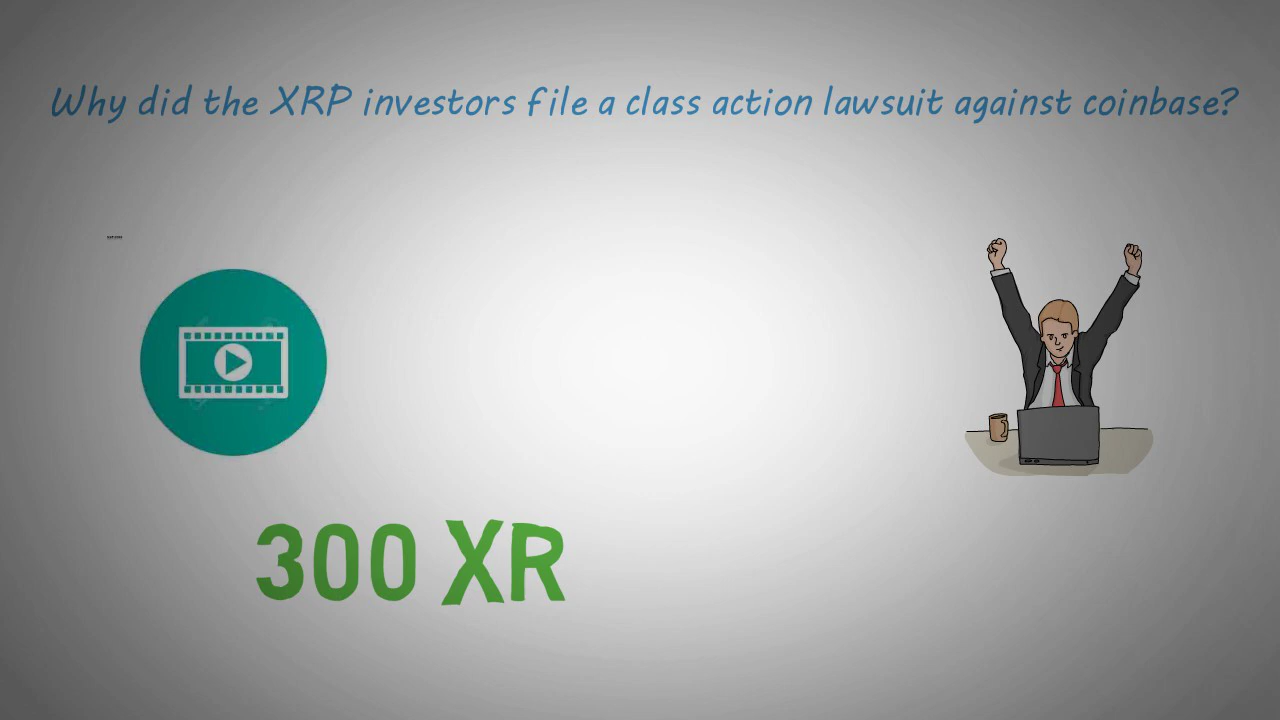 Why did the XRP investors file a class action lawsuit against coinbase?
300 XR